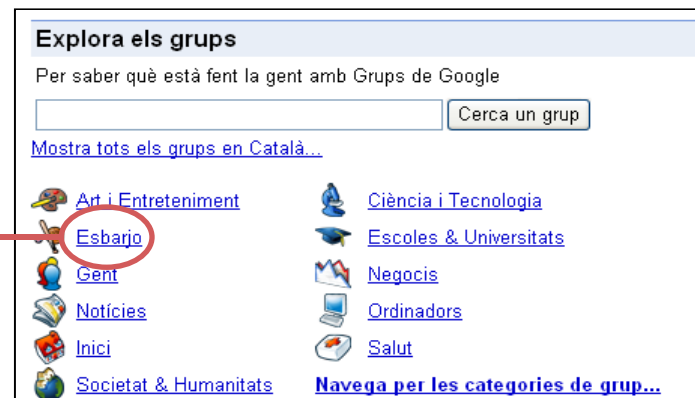 Explora els grups
Per saber què està fent la gent amb Grups de Google
Cerca un grup
Mostra tots els grups en Català...
Art i Entreteniment
Ciència i Tecnologia
Esbarjo
Escoles & Universitats
Gent
Negocis
Notícies
Ordinadors
Inici
Salut
Societat & Humanitats
Navega per les categories de grup...